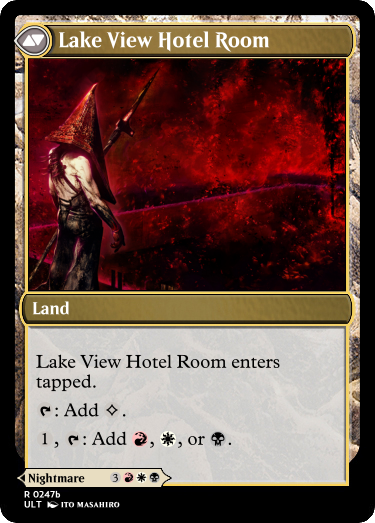 Lake View Hotel Room
Land
Lake View Hotel Room enters
tapped.
: Add .
1 , : Add , , or .
Nightmare 3
R 0247b
ULT ITO MASAHIRO